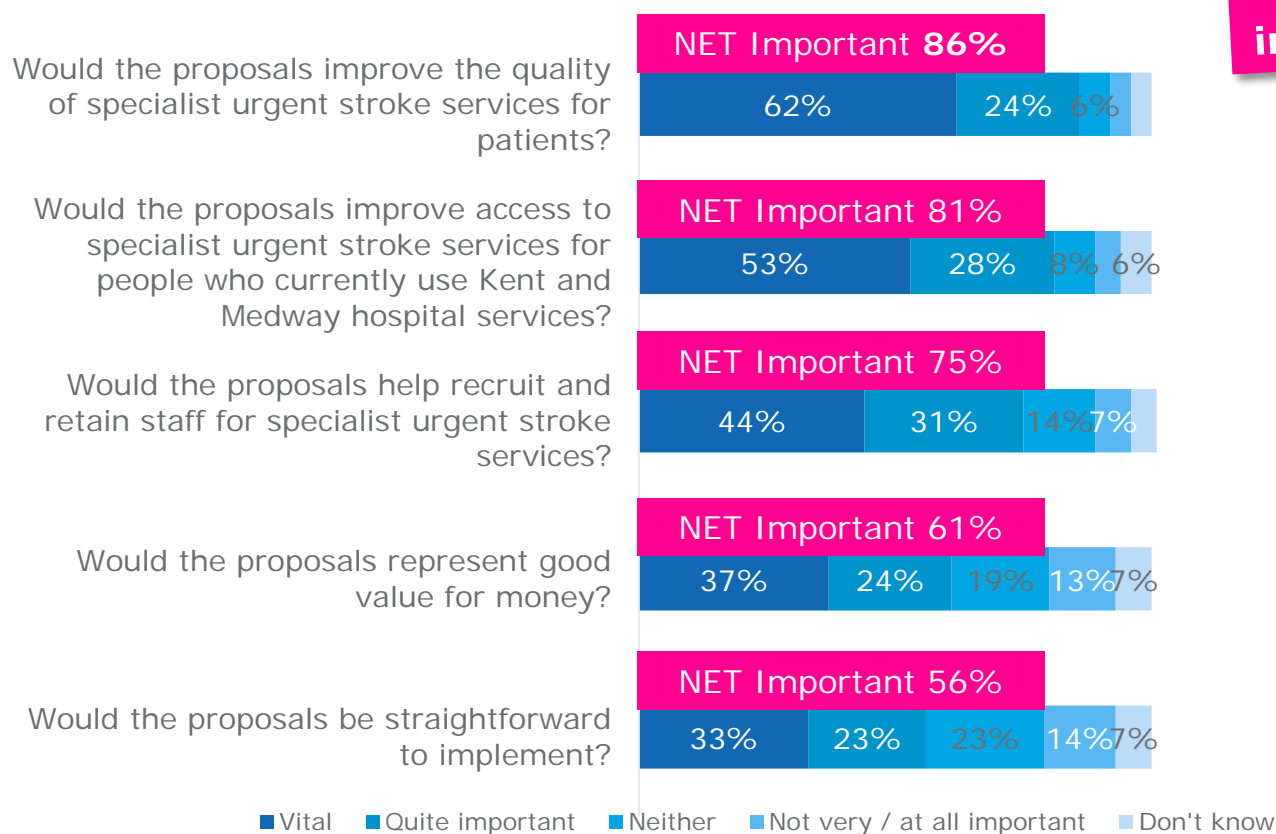 NET Important 86%
Would the proposals improve the quality
of specialist urgent stroke services for
patients?
62% 24% 6%
NET Important 81%
Would the proposals improve access to
specialist urgent stroke services for
people who currently use Kent and
Medway hospital services?
53% 28% 8% 6%
NET Important 75%
Would the proposals help recruit and
retain staff for specialist urgent stroke
services?
44% 31% 14% 7%
NET Important 61%
Would the proposals represent good
value for money?
37% 24% 19% 13% 7%
NET Important 56%
Would the proposals be straightforward
to implement?
33% 23% 23% 14% 7%
Vital Quite important Neither Not very / at all important Don't know